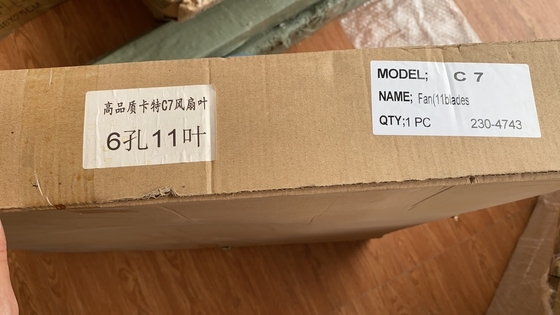 高品质卡特C7风扇叶
6孔11叶
MODEL; C 7
NAME; Fan(11blades
QTY;1 PC 230-4743